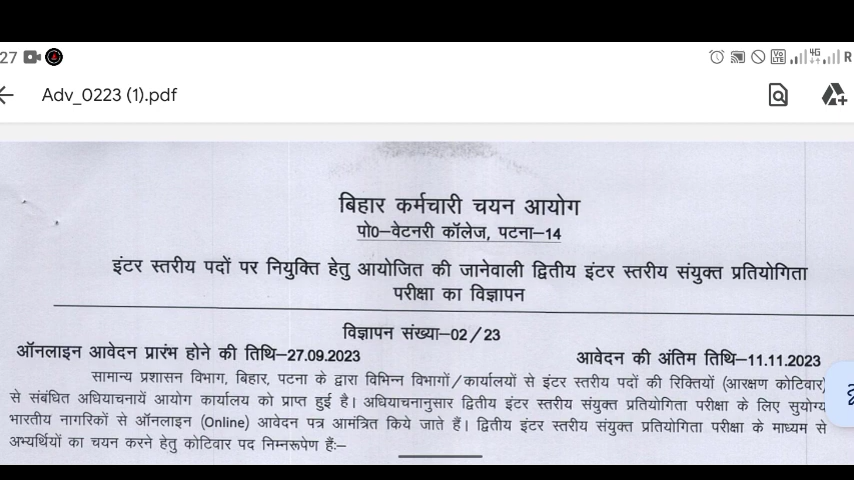 27
VO LTE 4G R
Adv_0223 (1).pdf
बिहार कर्मचारी चयन आयोग
पो0–वेटनरी कॉलेज, पटना–14
इंटर स्तरीय पदों पर नियुक्ति हेतु आयोजित की जानेवाली द्वितीय इंटर स्तरीय संयुक्त प्रतियोगिता
परीक्षा का विज्ञापन
विज्ञापन संख्या–02/23
ऑनलाइन आवेदन प्रारंभ होने की तिथि–27.09.2023 आवेदन की अंतिम तिथि–11.11.2023
सामान्य प्रशासन विभाग, बिहार, पटना के द्वारा विभिन्न विभागों/कार्यालयों से इंटर स्तरीय पदों की रिक्तियों (आरक्षण कोटिवार)
से संबंधित अधियाचनायें आयोग कार्यालय को प्राप्त हुई है। अधियाचनानुसार द्वितीय इंटर स्तरीय संयुक्त प्रतियोगिता परीक्षा के लिए सुयोग्य
भारतीय नागरिकों से ऑनलाइन (Online) आवेदन पत्र आमंत्रित किये जाते हैं। द्वितीय इंटर स्तरीय संयुक्त प्रतियोगिता परीक्षा के माध्यम से
अभ्यर्थियों का चयन करने हेतु कोटिवार पद निम्नरूपेण हैं:–